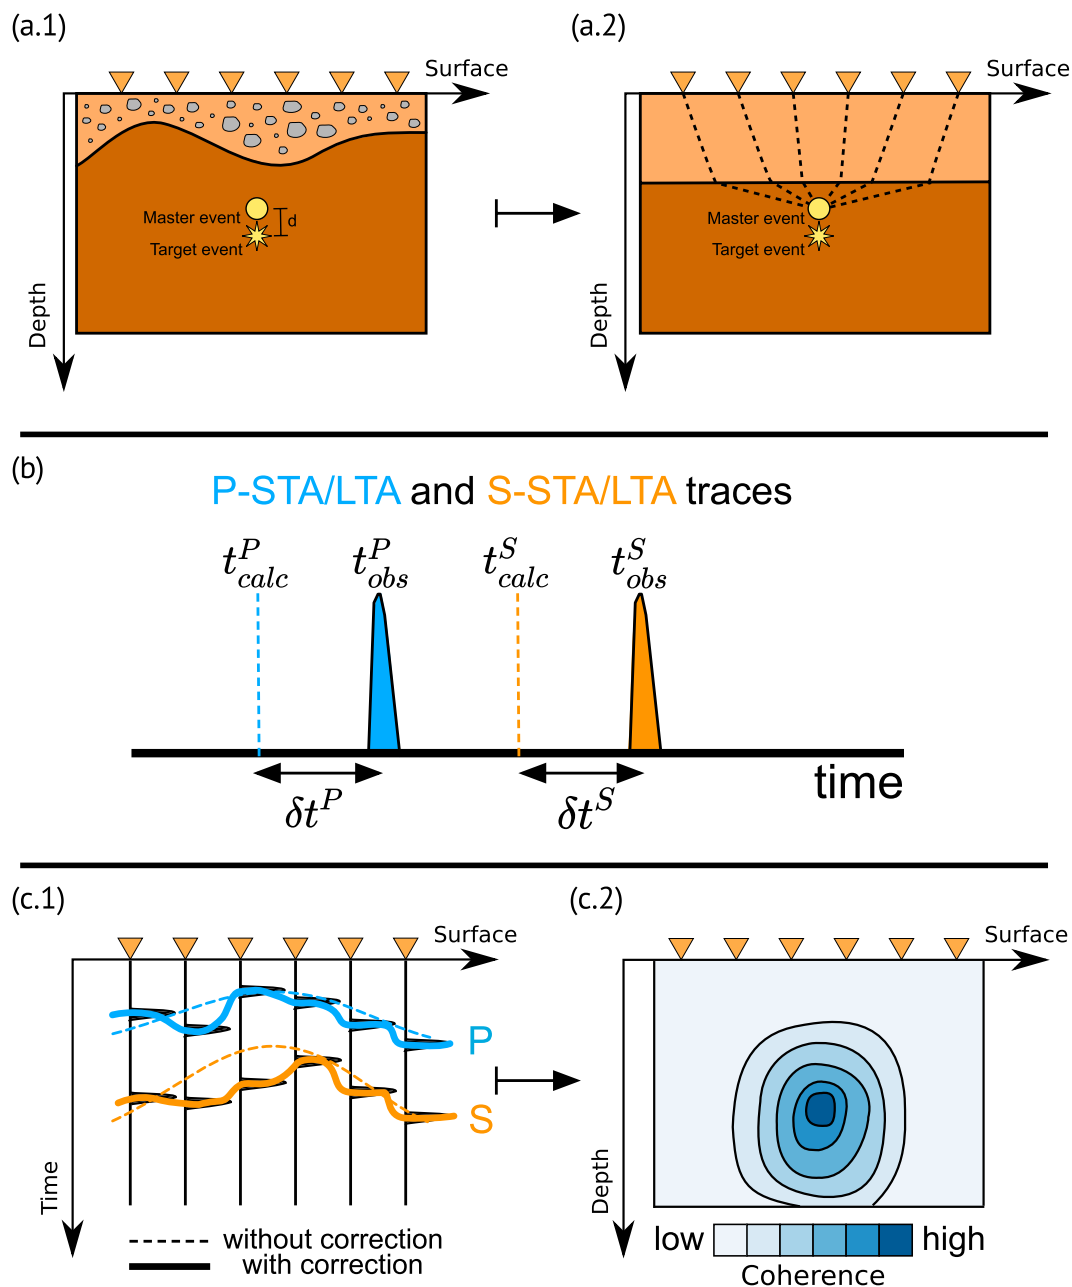 (a.1)
(a.2)
Surface
Surface
Master event
d
Target event
Depth
Master event
Target event
Depth
(b)
P-STA/LTA and S-STA/LTA traces
t^P_calc t^P_obs t^S_calc t^S_obs
time
δt^P δt^S
(c.1)
(c.2)
Surface
Surface
P
S
Time
Depth
without correction
with correction
low high
Coherence